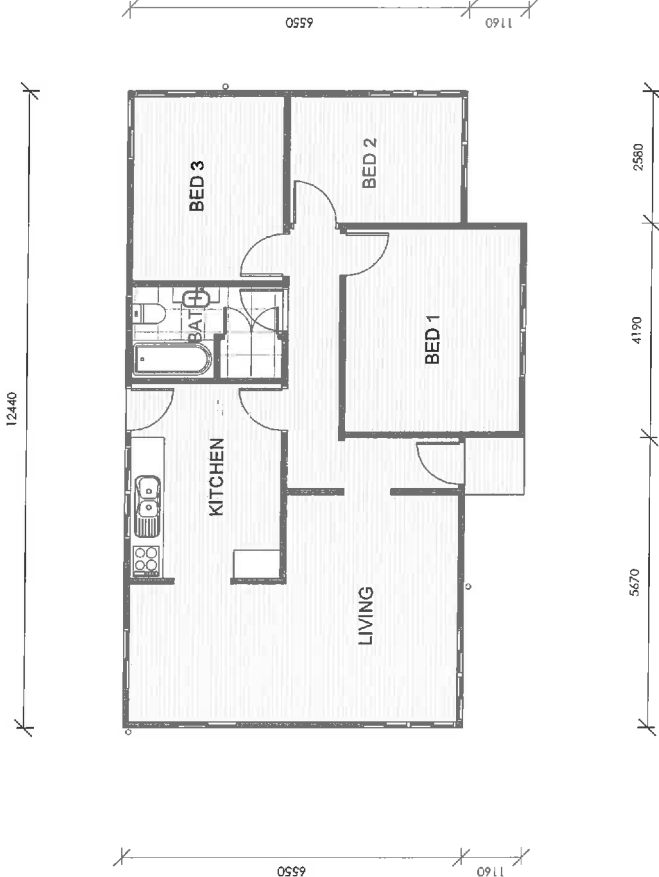 6550
1160
BED 3
BED 2
2580
BATH
12440
BED 1
4190
KITCHEN
LIVING
5670
6550
1160